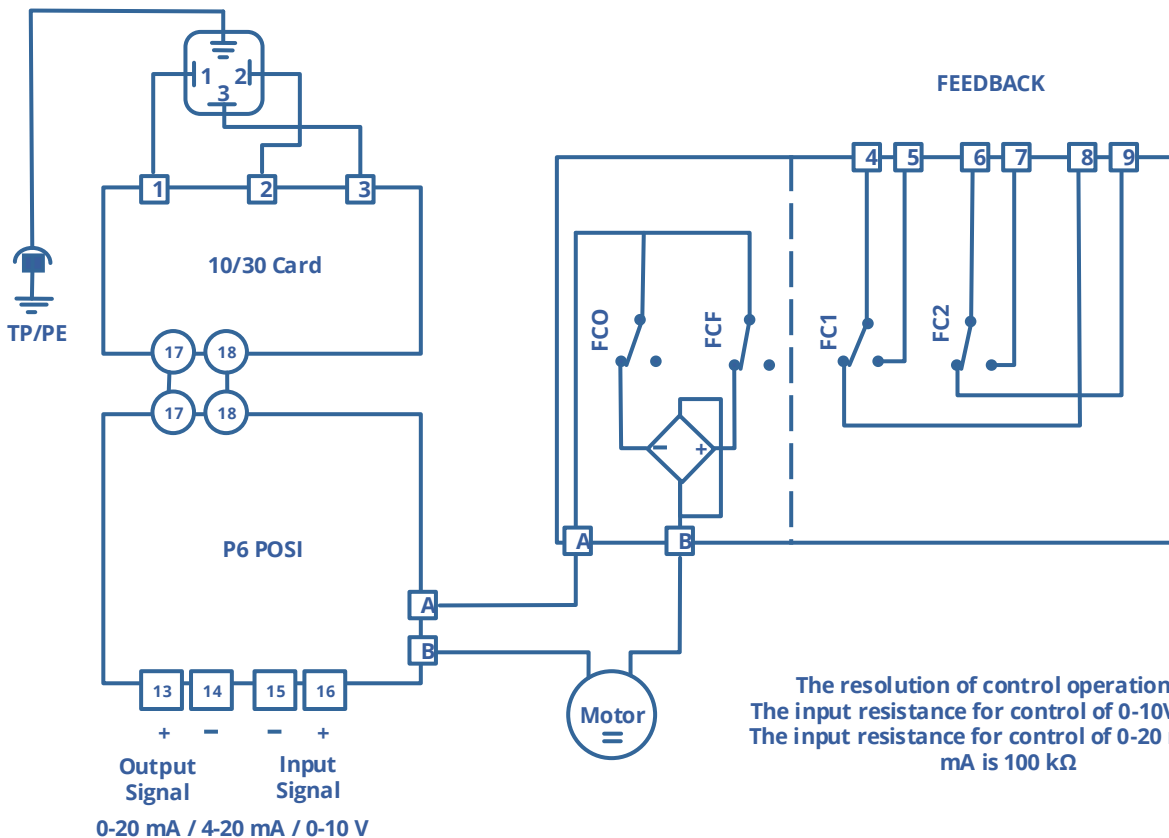 1 2
3
FEEDBACK
1 2 3
4 5 6 7 8 9
10/30 Card
TP/PE
FCO
FCF
FC1
FC2
17 18
17 18
- +
P6 POSI
A B
A
B
13 14 15 16
+ - - +
Output
Signal
Input
Signal
0-20 mA / 4-20 mA / 0-10 V
Motor
The resolution of control operation
The input resistance for control of 0-10V
The input resistance for control of 0-20
mA is 100 kΩ